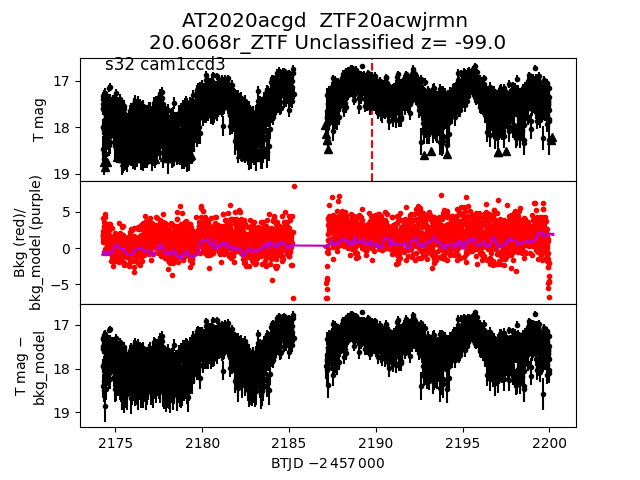 AT2020acgd  ZTF20acwjrmn
20.6068r_ZTF Unclassified z= -99.0
s32 cam1ccd3
T mag
17
18
19
Bkg (red)/
bkg_model (purple)
5
0
−5
T mag −
bkg_model
17
18
19
2175
2180
2185
2190
2195
2200
BTJD −2 457 000